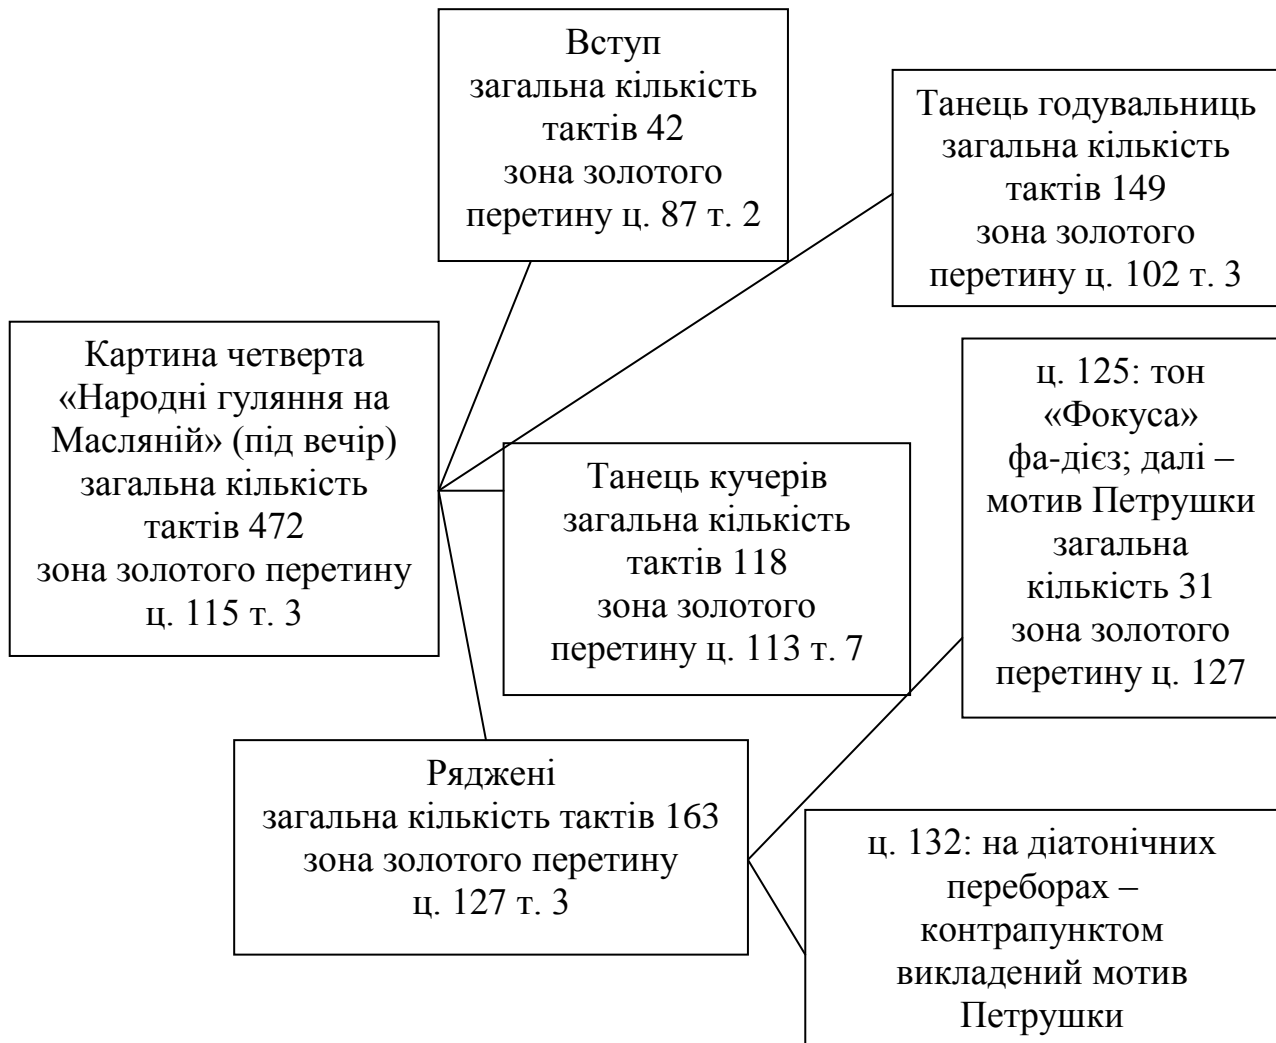 Вступ
загальна кількість
тактів 42
зона золотого
перетину ц. 87 т. 2
Танець годувальниць
загальна кількість
тактів 149
зона золотого
перетину ц. 102 т. 3
Картина четверта
«Народні гуляння на
Масляній» (під вечір)
загальна кількість
тактів 472
зона золотого перетину
ц. 115 т. 3
Танець кучерів
загальна кількість
тактів 118
зона золотого
перетину ц. 113 т. 7
ц. 125: тон
«Фокуса»
фа-дієз; далі –
мотив Петрушки
загальна
кількість 31
зона золотого
перетину ц. 127
Ряджені
загальна кількість тактів 163
зона золотого перетину
ц. 127 т. 3
ц. 132: на діатонічних
переборах –
контрапунктом
викладений мотив
Петрушки